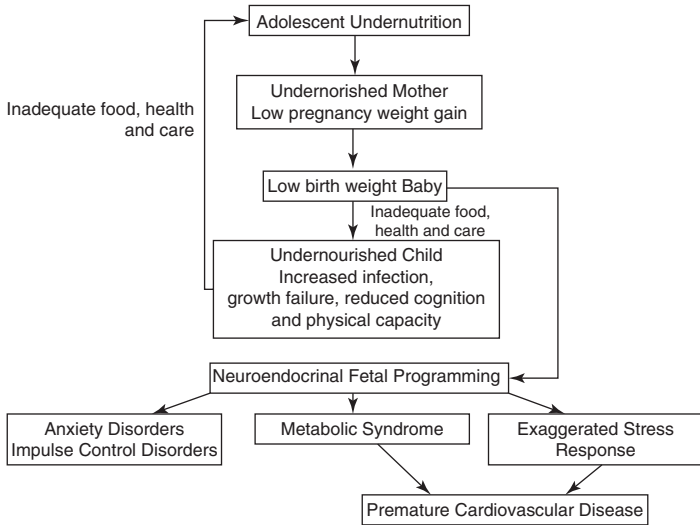 Adolescent Undernutrition
Inadequate food, health
and care
Undernorished Mother
Low pregnancy weight gain
Low birth weight Baby
Inadequate food,
health and care
Undernourished Child
Increased infection,
growth failure, reduced cognition
and physical capacity
Neuroendocrinal Fetal Programming
Anxiety Disorders
Impulse Control Disorders
Metabolic Syndrome
Exaggerated Stress
Response
Premature Cardiovascular Disease